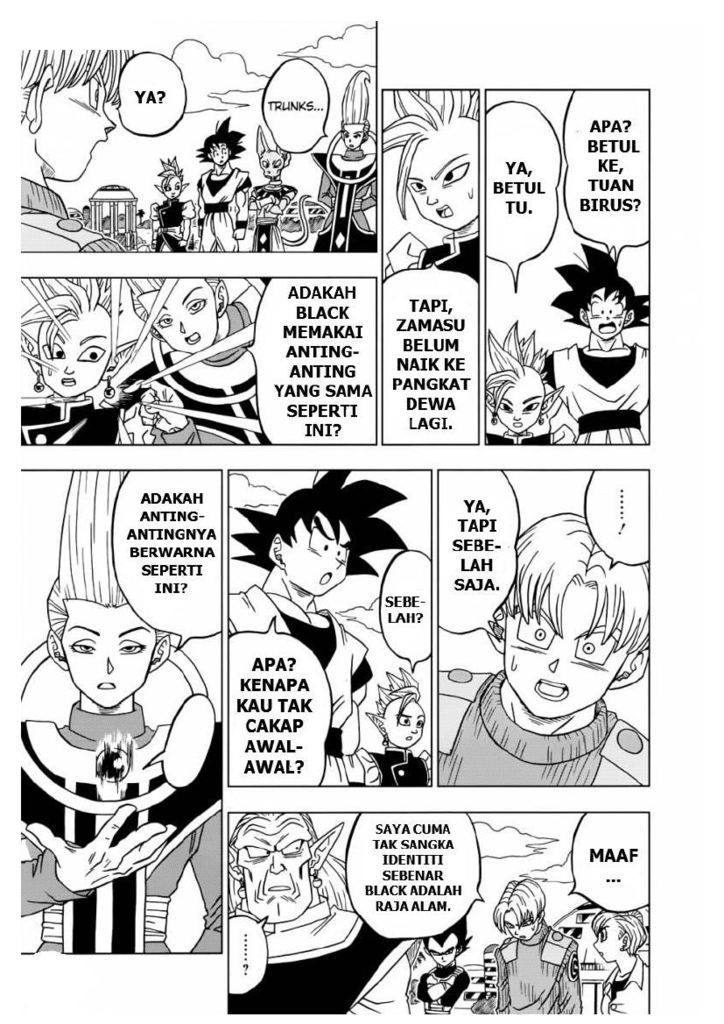 APA?
BETUL
KE,
TUAN
BIRUS?
YA,
BETUL
TU.
TAPI,
ZAMASU
BELUM
NAIK KE
PANGKAT
DEWA
LAGI.
TRUNKS...
YA?
ADAKAH
BLACK
MEMAKAI
ANTING-
ANTING
YANG SAMA
SEPERTI
INI?
......!
YA,
TAPI
SEBE-
LAH
SAJA.
SEBE-
LAH?
APA?
KENAPA
KAU TAK
CAKAP
AWAL-
AWAL?
MAAF
...
SAYA CUMA
TAK SANGKA
IDENTITI
SEBENAR
BLACK ADALAH
RAJA ALAM.
......?
ADAKAH
ANTING-
ANTINGNYA
BERWARNA
SEPERTI
INI?